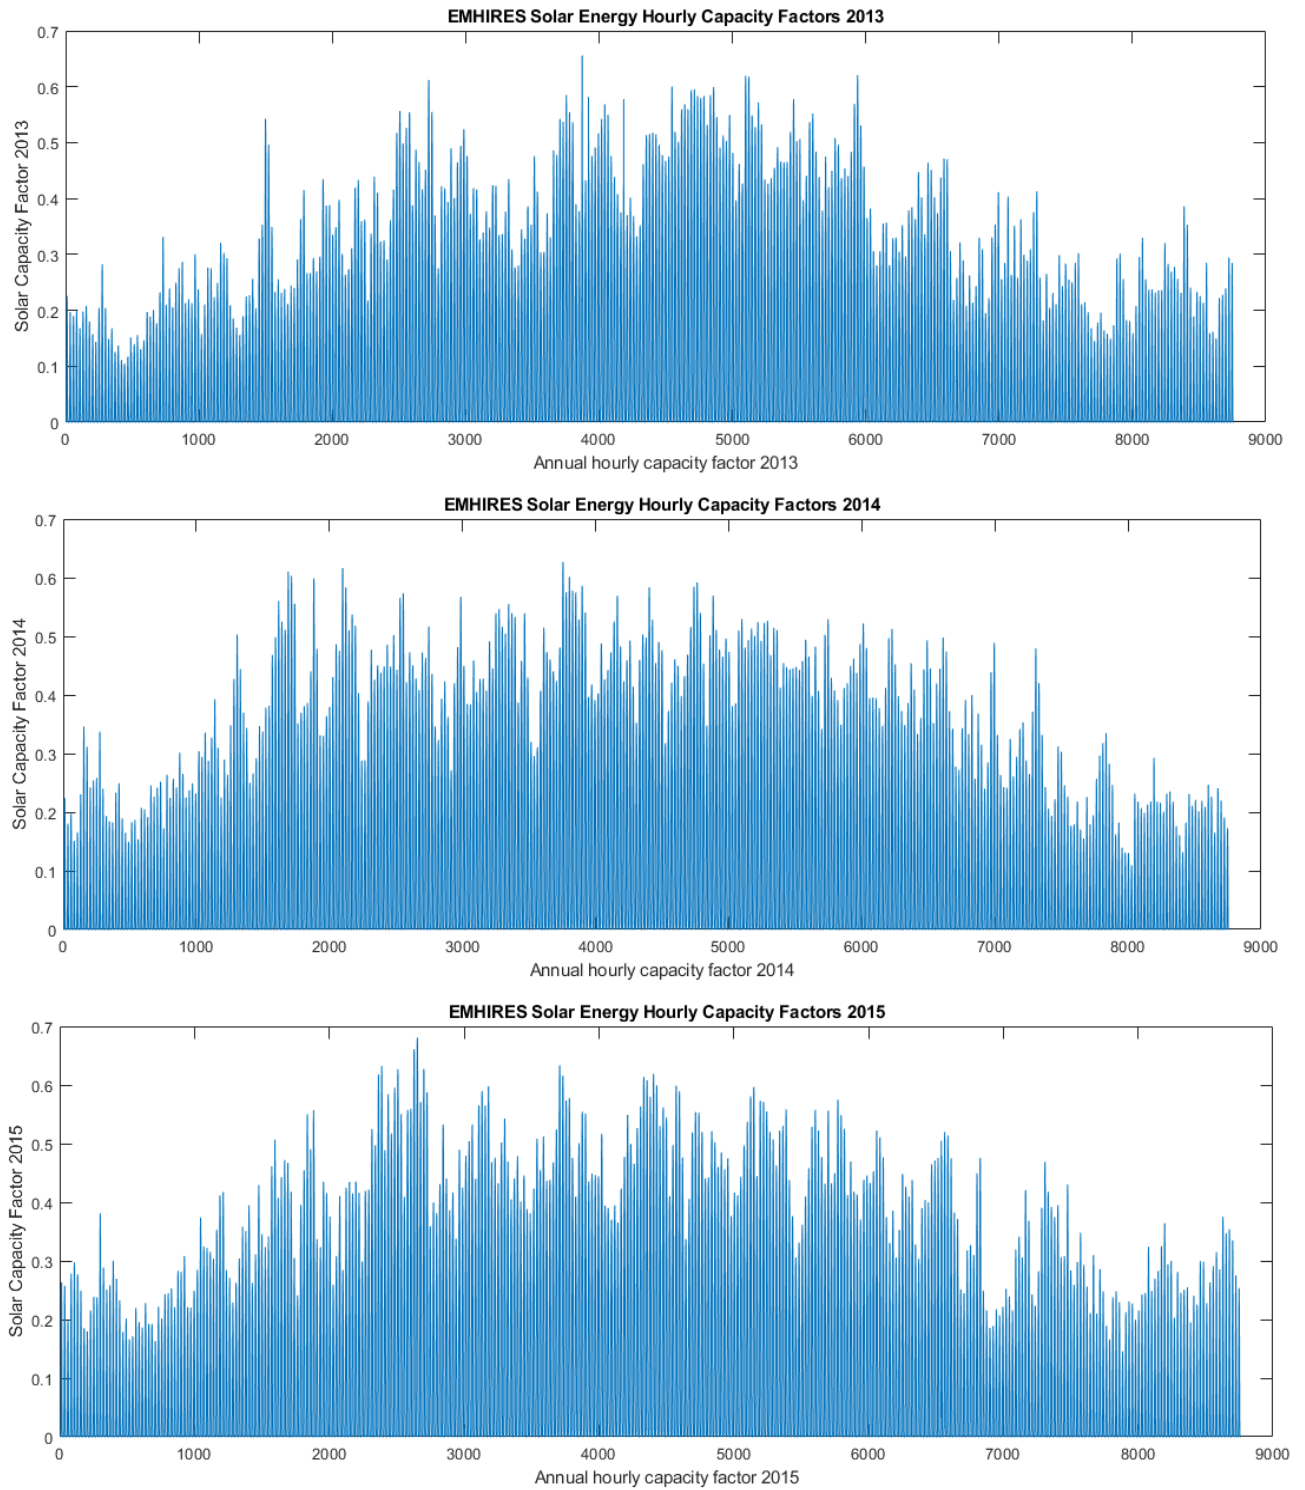 EMHIRES Solar Energy Hourly Capacity Factors 2013
Solar Capacity Factor 2013
0.7
0.6
0.5
0.4
0.3
0.2
0.1
0
0 1000 2000 3000 4000 5000 6000 7000 8000 9000
Annual hourly capacity factor 2013
EMHIRES Solar Energy Hourly Capacity Factors 2014
Solar Capacity Factor 2014
0.7
0.6
0.5
0.4
0.3
0.2
0.1
0
0 1000 2000 3000 4000 5000 6000 7000 8000 9000
Annual hourly capacity factor 2014
EMHIRES Solar Energy Hourly Capacity Factors 2015
Solar Capacity Factor 2015
0.7
0.6
0.5
0.4
0.3
0.2
0.1
0
0 1000 2000 3000 4000 5000 6000 7000 8000 9000
Annual hourly capacity factor 2015